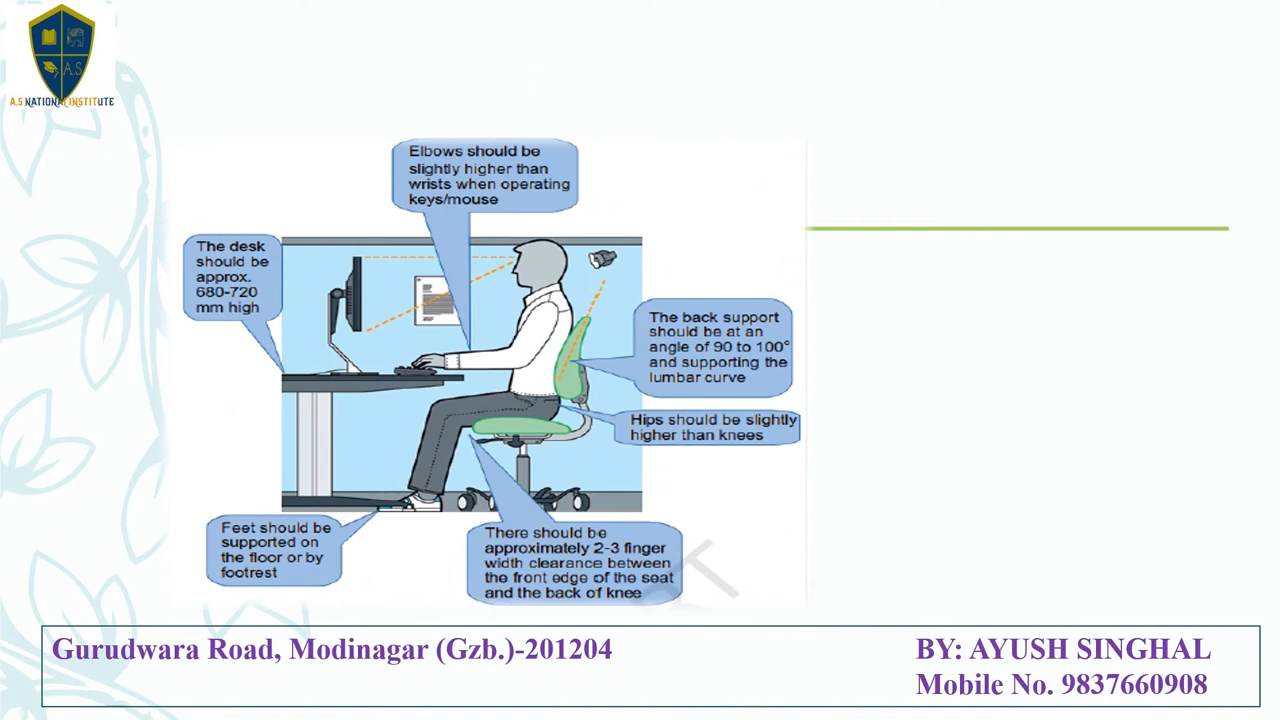 A.S
A.S NATIONAL INSTITUTE
Elbows should be
slightly higher than
wrists when operating
keys/mouse
The desk
should be
approx.
680-720
mm high
The back support
should be at an
angle of 90 to 100°
and supporting the
lumbar curve
Hips should be slightly
higher than knees
Feet should be
supported on
the floor or by
footrest
There should be
approximately 2-3 finger
width clearance between
the front edge of the seat
and the back of knee
Gurudwara Road, Modinagar (Gzb.)-201204
BY: AYUSH SINGHAL
Mobile No. 9837660908